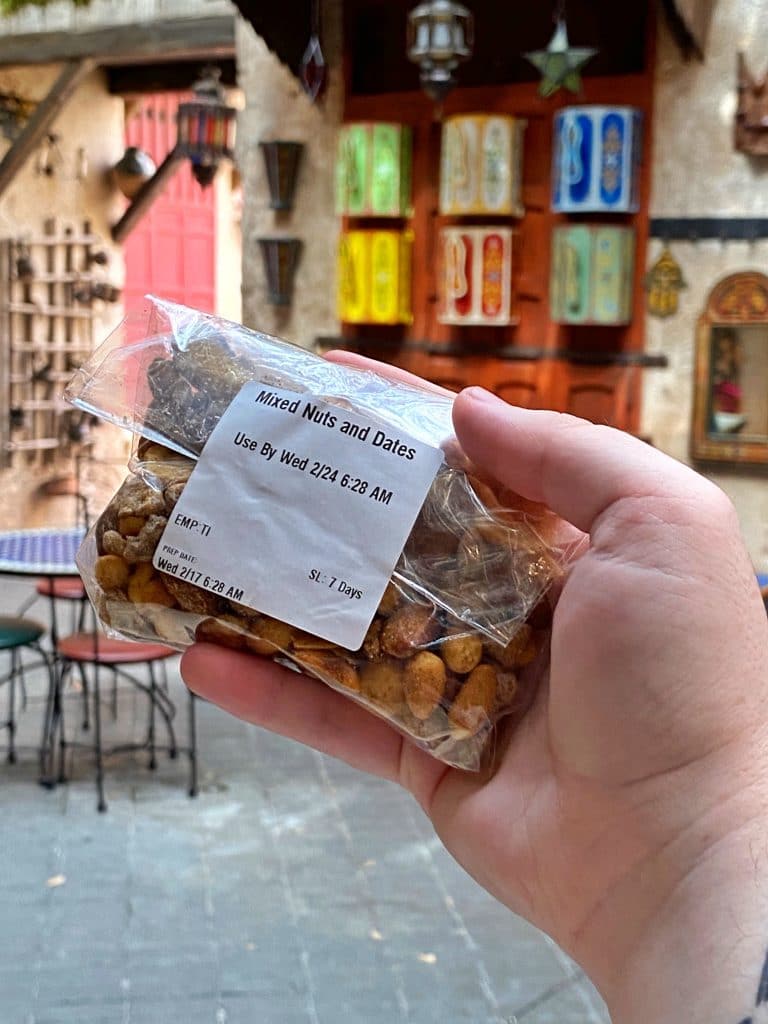 Mixed Nuts and Dates
Use By Wed 2/24 6:28 AM
EMP:TI
PREP DATE:
Wed 2/17 6:28 AM
SL: 7 Days